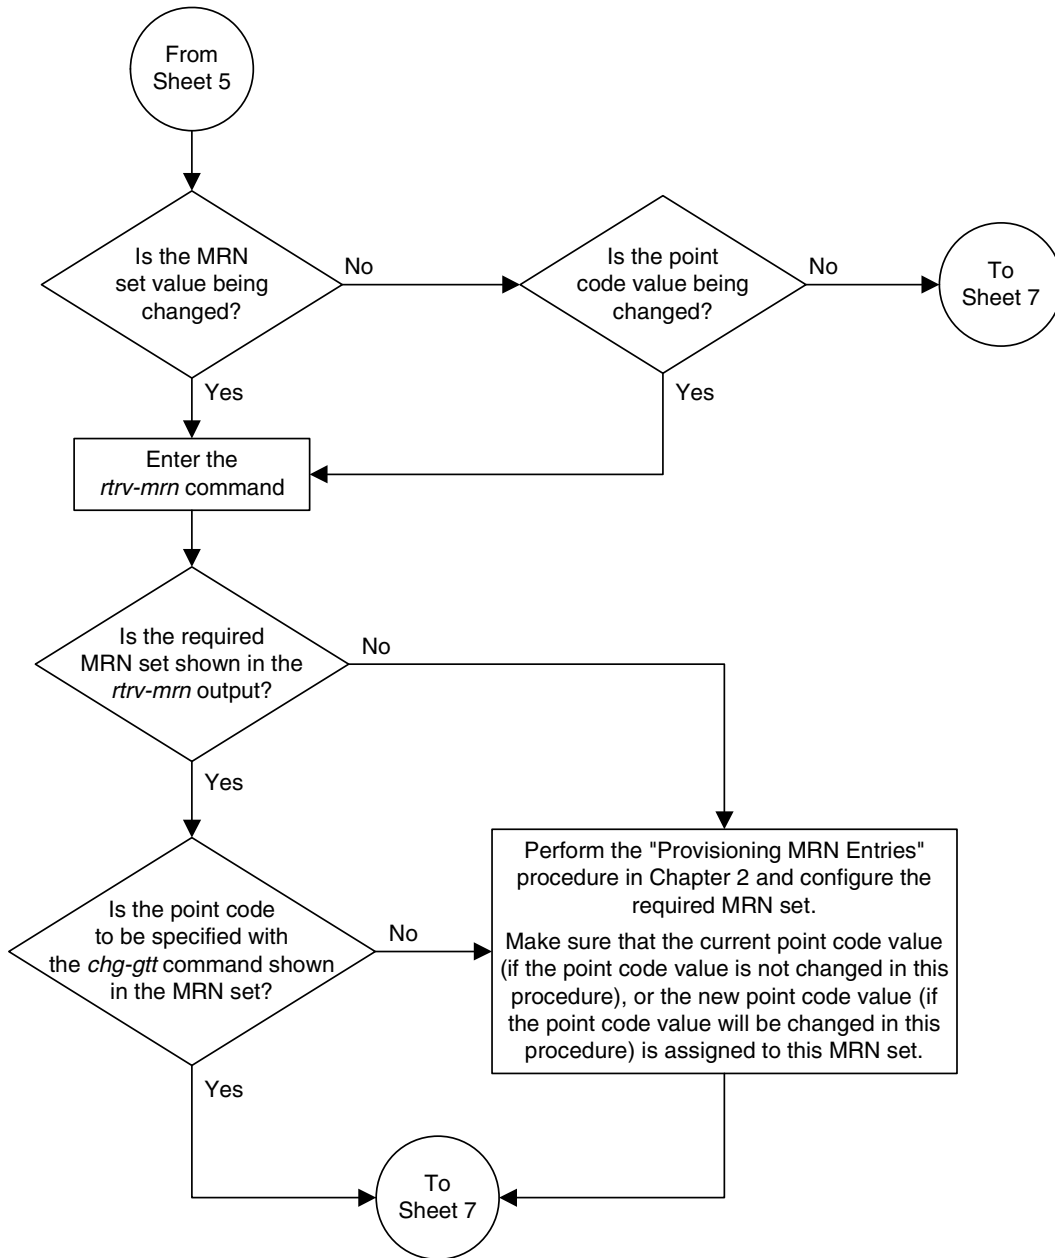 From
Sheet 5
Is the MRN
set value being
changed?
No
Is the point
code value being
changed?
No
To
Sheet 7
Yes
Yes
Enter the
rtrv-mrn command
Is the required
MRN set shown in the
rtrv-mrn output?
No
Yes
Is the point code
to be specified with
the chg-gtt command shown
in the MRN set?
No
Perform the "Provisioning MRN Entries"
procedure in Chapter 2 and configure the
required MRN set.
Make sure that the current point code value
(if the point code value is not changed in this
procedure), or the new point code value (if
the point code value will be changed in this
procedure) is assigned to this MRN set.
Yes
To
Sheet 7